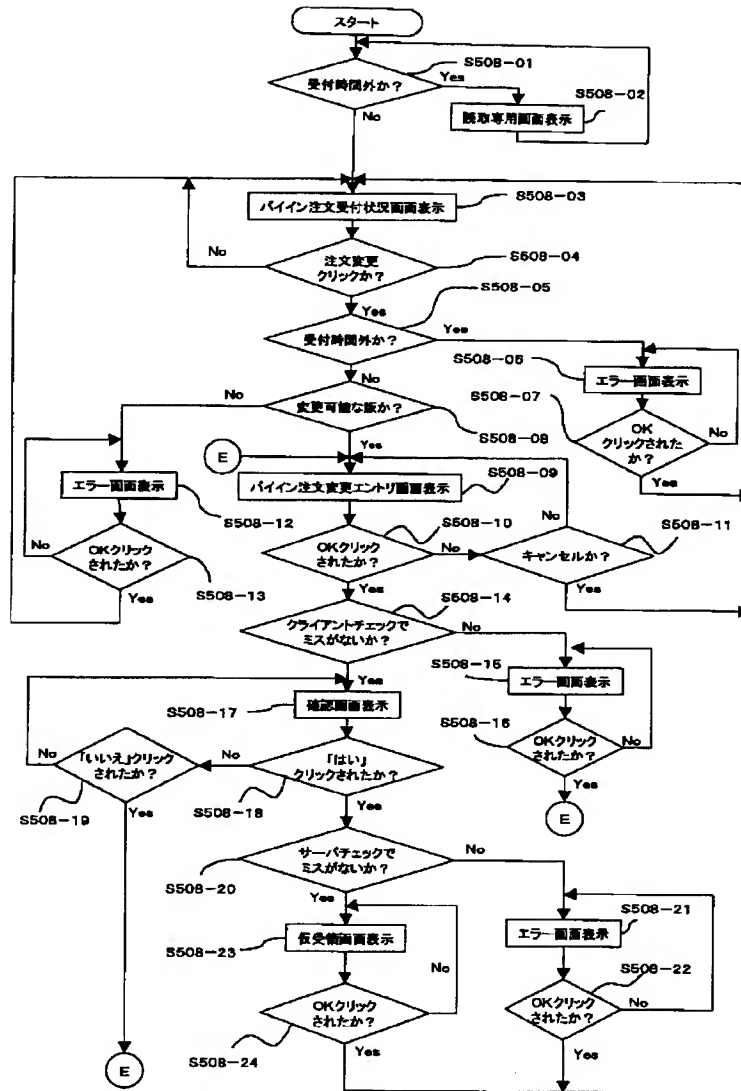 スタート
S508-01
受付時間外か?
Yes
S508-02
読取専用画面表示
No
バイイン注文受付状況画面表示
S508-03
No
注文変更
クリックか?
S508-04
Yes
S508-05
受付時間外か?
Yes
S508-06
エラー画面表示
No
No
No
変更可能な版か?
S508-07
OK
クリックされた
か?
S508-08
Yes
E
Yes
S508-09
エラー画面表示
バイイン注文変更エントリ画面表示
S508-12
S508-10
No
S508-11
No
OKクリック
されたか?
OKクリック
されたか?
No
キャンセルか?
S508-13
Yes
Yes
Yes
S508-14
クライアントチェックで
ミスがないか?
No
S508-15
エラー画面表示
Yes
S508-17
確認画面表示
S508-16
OKクリック
されたか?
No
No
「いいえ」クリック
されたか?
No
「はい」
クリックされたか?
Yes
S508-19
Yes
S508-18
Yes
E
サーバチェックで
ミスがないか?
No
S508-20
Yes
S508-21
S508-23
仮受領画面表示
エラー画面表示
No
S508-22
OKクリック
されたか?
OKクリック
されたか?
No
E
S508-24
Yes
Yes